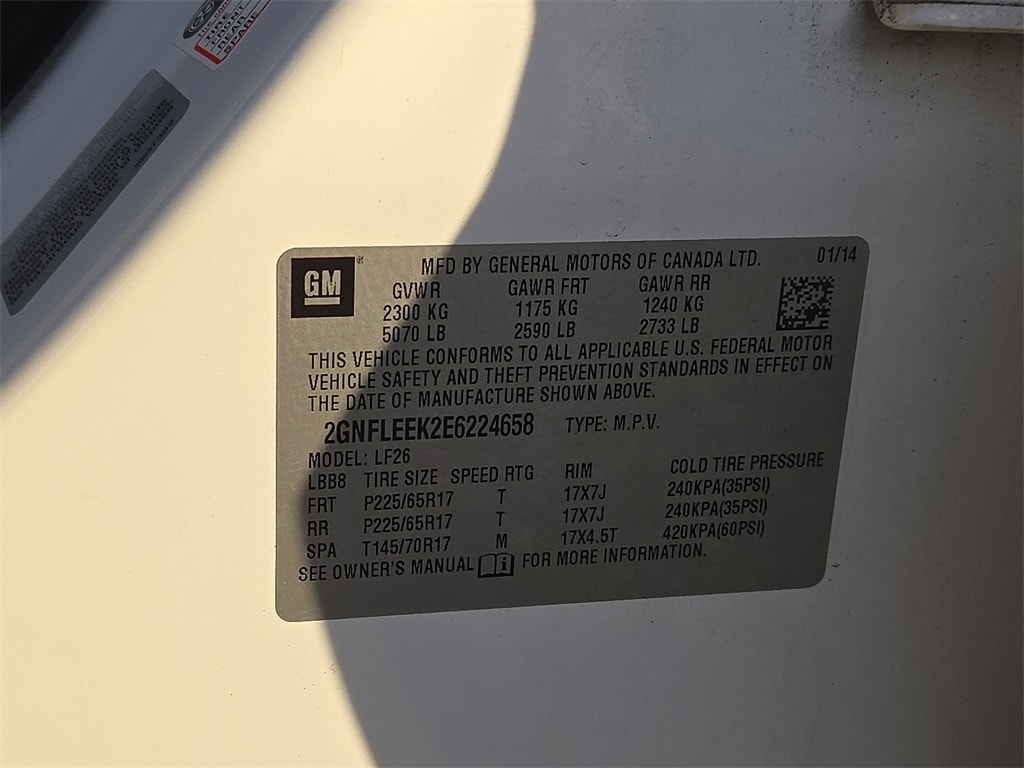 TIRE
FRONT
REAR
SPARE
GM
MFD BY GENERAL MOTORS OF CANADA LTD. 01/14
GVWR GAWR FRT GAWR RR
2300 KG 1175 KG 1240 KG
5070 LB 2590 LB 2733 LB
THIS VEHICLE CONFORMS TO ALL APPLICABLE U.S. FEDERAL MOTOR
VEHICLE SAFETY AND THEFT PREVENTION STANDARDS IN EFFECT ON
THE DATE OF MANUFACTURE SHOWN ABOVE.
2GNFLEEK2E6224658 TYPE: M.P.V.
MODEL: LF26
LBB8 TIRE SIZE SPEED RTG RIM COLD TIRE PRESSURE
FRT P225/65R17 T 17X7J 240KPA(35PSI)
RR P225/65R17 T 17X7J 240KPA(35PSI)
SPA T145/70R17 M 17X4.5T 420KPA(60PSI)
SEE OWNER'S MANUAL FOR MORE INFORMATION.